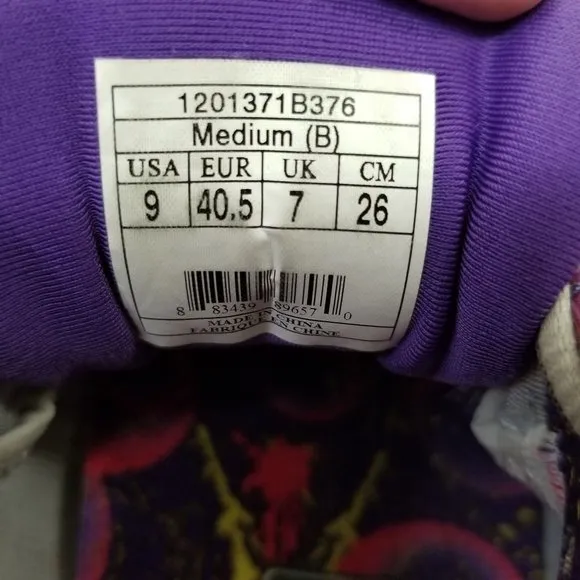 1201371B376
Medium (B)
USA EUR UK CM
9 40.5 7 26
8 83439 89657 0
MADE IN CHINA
FABRIQUE EN CHINE